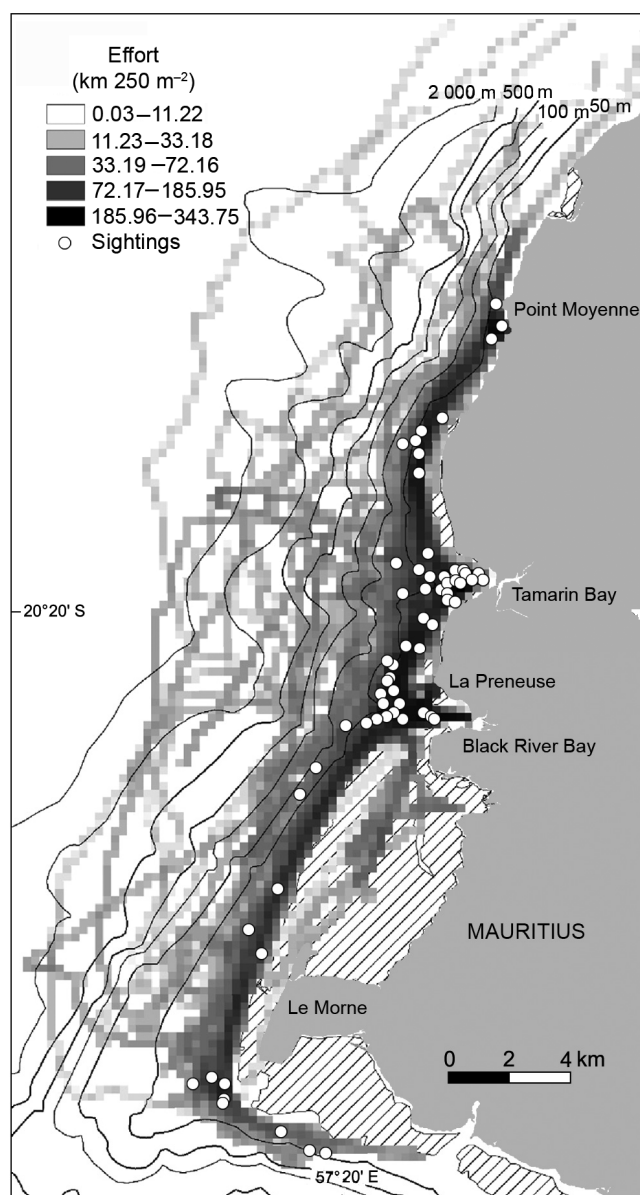 Effort
(km 250 m⁻²)
0.03–11.22
11.23–33.18
33.19 –72.16
72.17–185.95
185.96–343.75
Sightings
2 000 m 500 m
100 m 50 m
Point Moyenne
Tamarin Bay
20°20' S
La Preneuse
Black River Bay
MAURITIUS
Le Morne
0 2 4 km
57°20' E